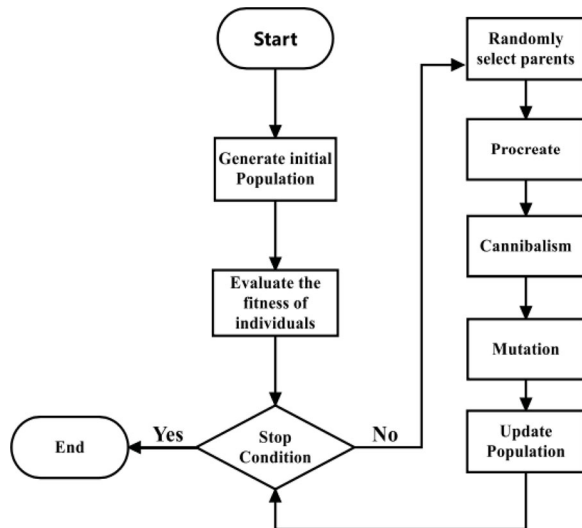 Start
Generate initial
Population
Evaluate the
fitness of
individuals
Stop
Condition
Yes
End
No
Randomly
select parents
Procreate
Cannibalism
Mutation
Update
Population